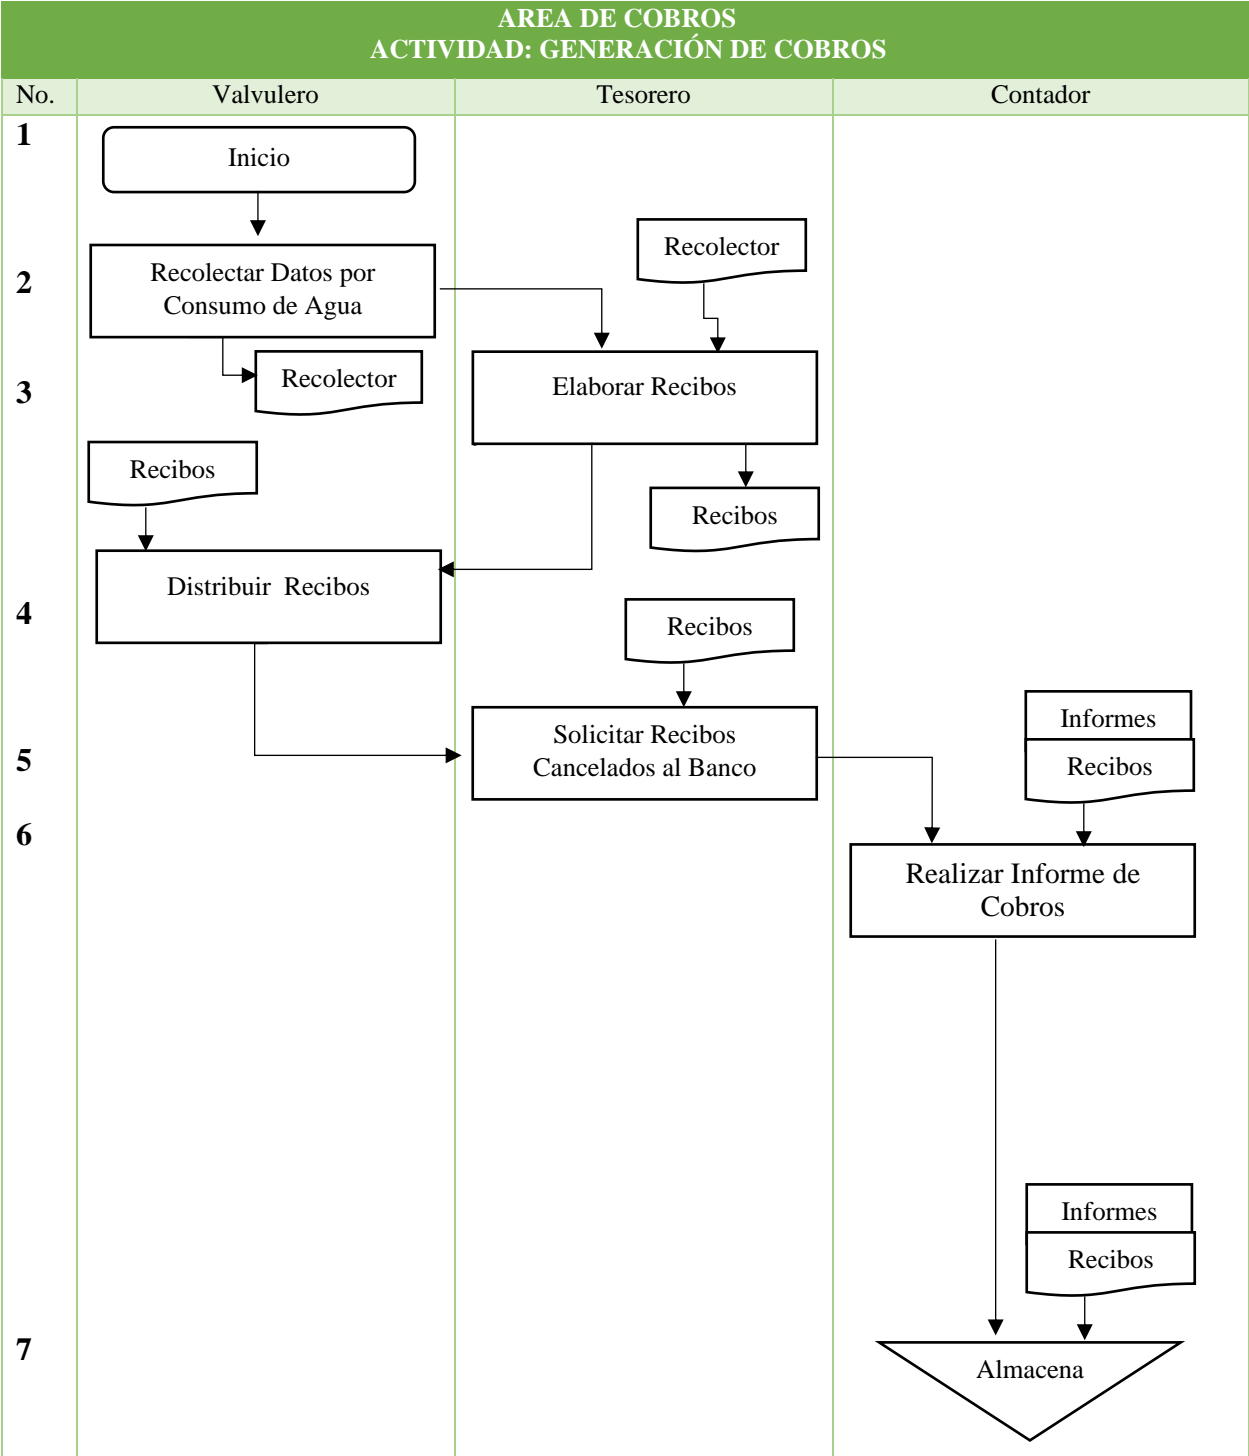 AREA DE COBROS
ACTIVIDAD: GENERACIÓN DE COBROS
No.
Valvulero
Tesorero
Contador
1
Inicio
2
Recolectar Datos por
Consumo de Agua
Recolector
3
Recolector
Elaborar Recibos
Recibos
Recibos
4
Distribuir Recibos
Recibos
5
Solicitar Recibos
Cancelados al Banco
Informes
Recibos
6
Realizar Informe de
Cobros
Informes
Recibos
7
Almacena